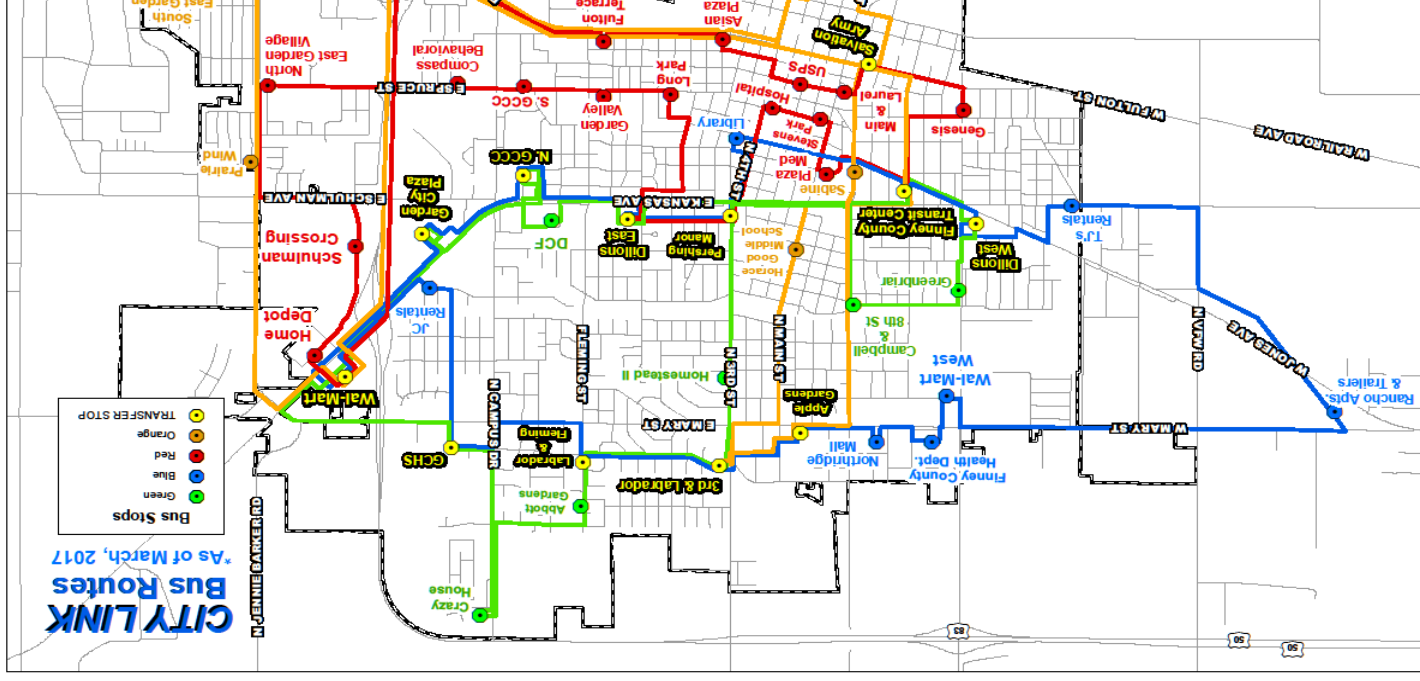 50
50
83
CITY LINK
Bus Routes
*As of March, 2017
Bus Stops
Green
Blue
Red
Orange
TRANSFER STOP
Crazy
House
N JENNIE BARKER RD
Abbott
Gardens
3rd & Labrador
Finney County
Health Dept.
Northridge
Mall
Labrador
&
Fleming
GCHS
N CAMPUS DR
W MARY ST
E MARY ST
Apple
Gardens
Rancho Apts.
& Trailers
Wal-Mart
West
Wal-Mart
Homestead II
N 3RD ST
N MAIN ST
FLEMING ST
W JONES AVE
N VFW RD
Campbell
&
8th St
JC
Rentals
Home
Depot
Greenbriar
Dillons
West
Horace
Good
Middle
School
Pershing
Manor
Dillons
East
DCF
Schulman
Crossing
TJ's
Rentals
Finney County
Transit Center
E KANSAS AVE
Garden
City
Plaza
E SCHULMAN AVE
Sabine
Plaza
Med
N 4TH ST
N. GCCC
Prairie
Wind
W RAILROAD AVE
Stevens
Park
Genesis
Main
&
Laurel
Library
Garden
Valley
W FULTON ST
Hospital
USPS
Long
Park
S. GCCC
E SPRUCE ST
Compass
Behavioral
North
East Garden
Village
Salvation
Army
Asian
Plaza
Fulton
Terrace
South
East Garden